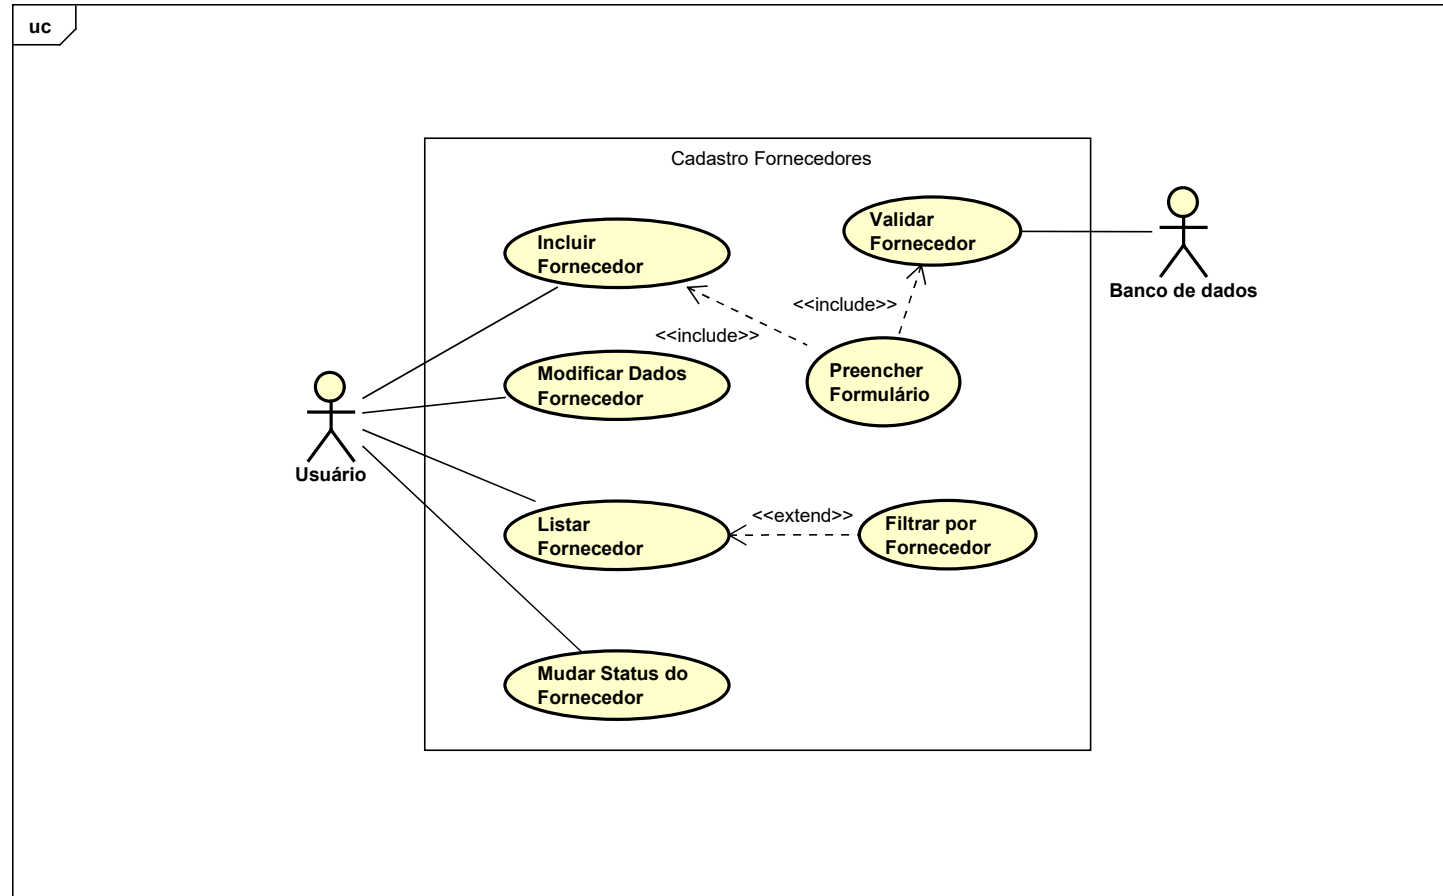 uc
Cadastro Fornecedores
Incluir
Fornecedor
Validar
Fornecedor
Banco de dados
<<include>>
<<include>>
Modificar Dados
Fornecedor
Preencher
Formulário
Usuário
Listar
Fornecedor
<<extend>>
Filtrar por
Fornecedor
Mudar Status do
Fornecedor